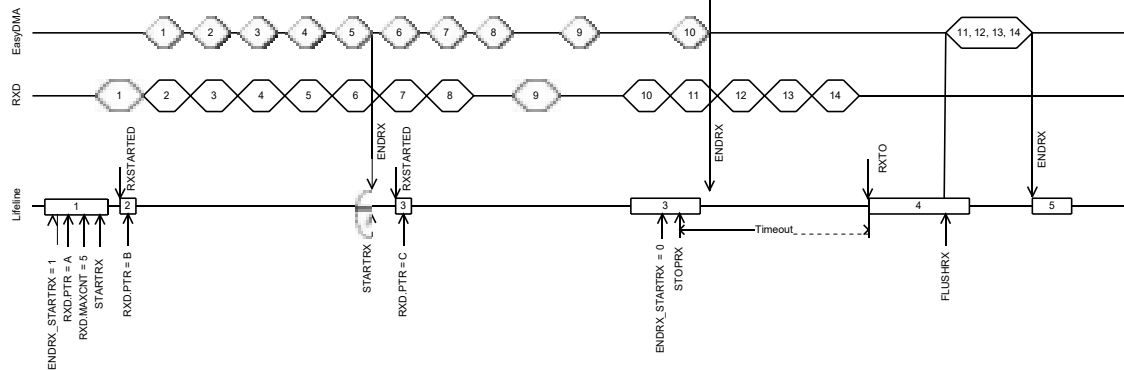 EasyDMA
1 2 3 4 5 6 7 8 9 10 11, 12, 13, 14
RXD
1 2 3 4 5 6 7 8 9 10 11 12 13 14
RXSTARTED
ENDRX
RXSTARTED
ENDRX
RXTO
ENDRX
Lifeline
1 2 3 3 4 5
Timeout
ENDRX_STARTRX = 1
RXD.PTR = A
RXD.MAXCNT = 5
STARTRX
RXD.PTR = B
STARTRX
RXD.PTR = C
ENDRX_STARTRX = 0
STOPRX
FLUSHRX